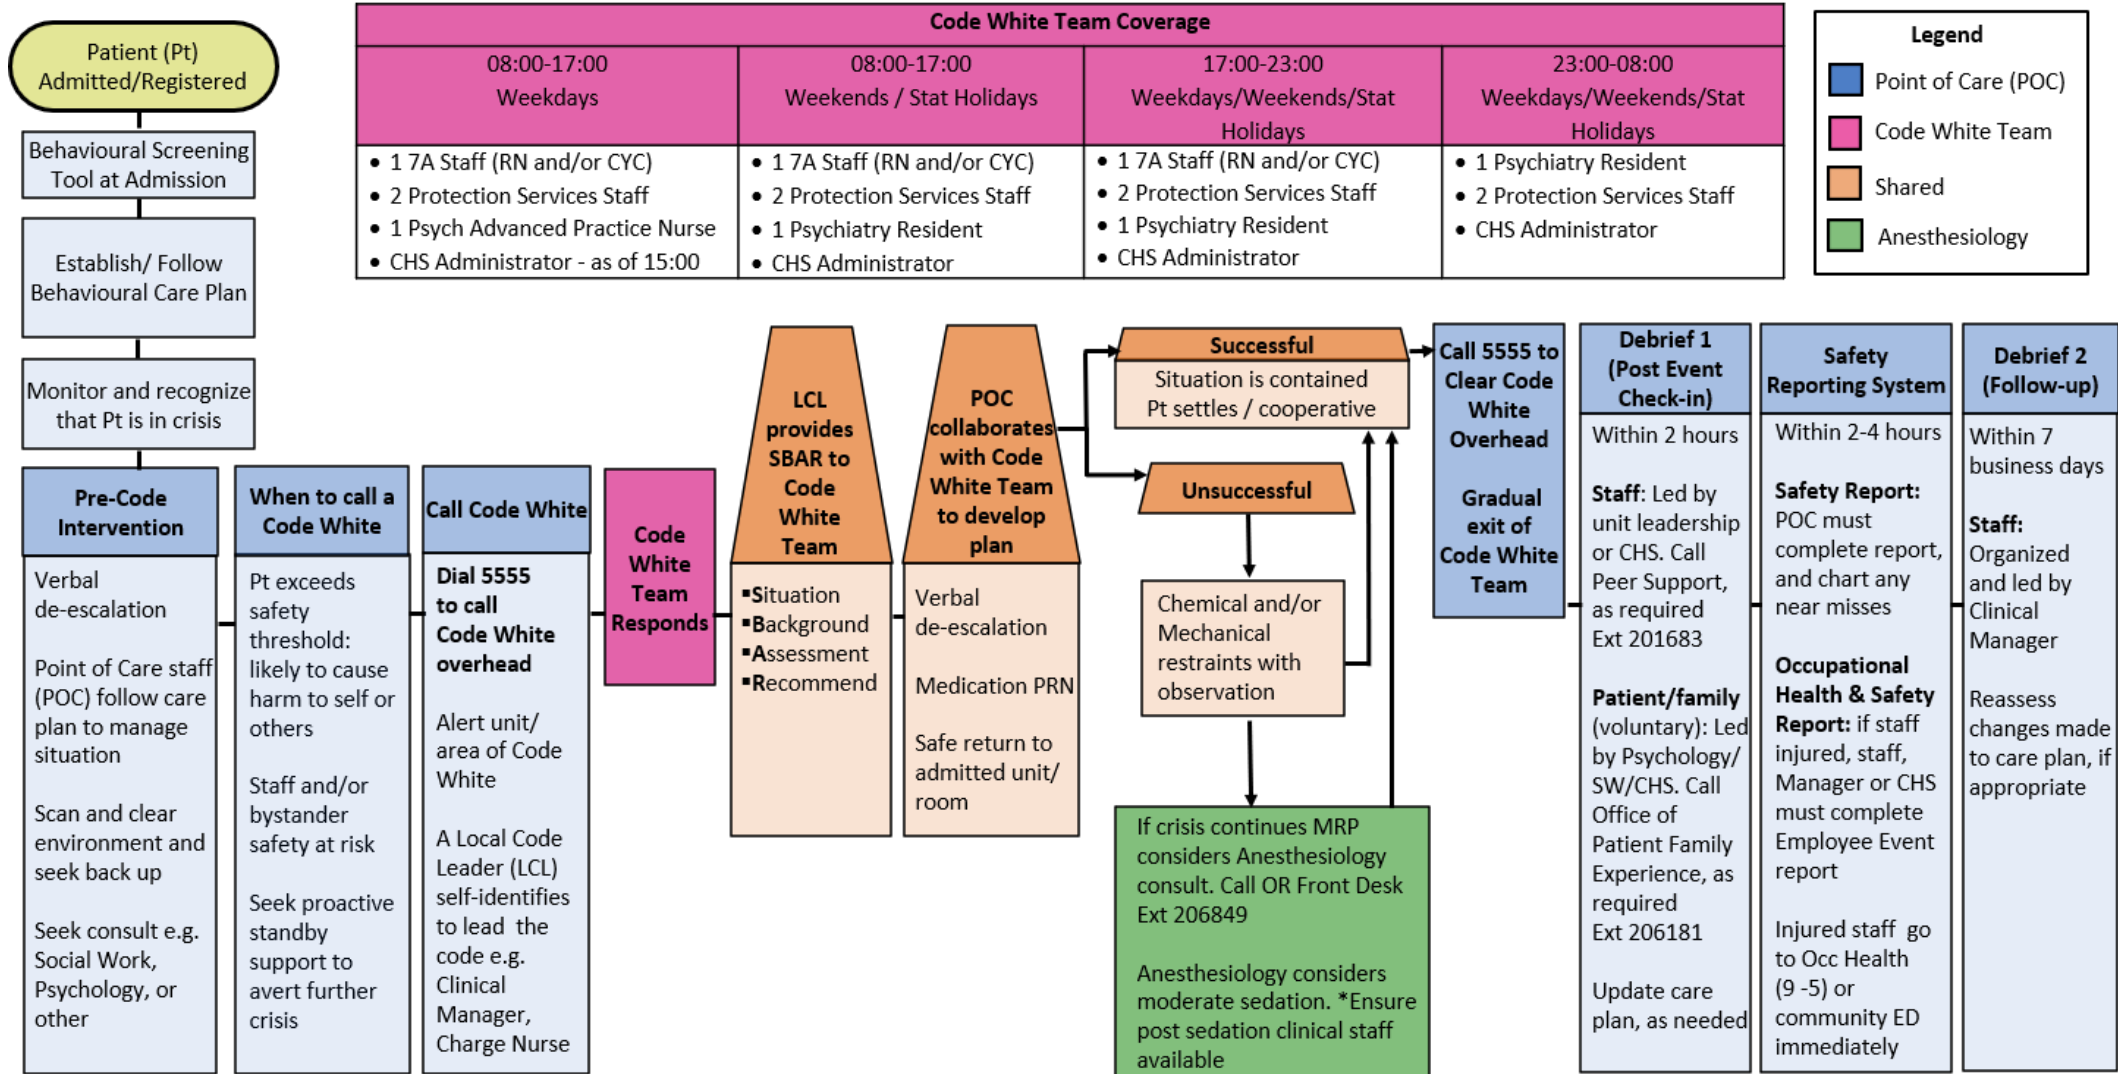 Patient (Pt)
Admitted/Registered
Behavioural Screening
Tool at Admission
Establish/ Follow
Behavioural Care Plan
Monitor and recognize
that Pt is in crisis
Code White Team Coverage
08:00-17:00
Weekdays
08:00-17:00
Weekends / Stat Holidays
17:00-23:00
Weekdays/Weekends/Stat
Holidays
23:00-08:00
Weekdays/Weekends/Stat
Holidays
• 1 7A Staff (RN and/or CYC)
• 2 Protection Services Staff
• 1 Psych Advanced Practice Nurse
• CHS Administrator - as of 15:00
• 1 7A Staff (RN and/or CYC)
• 2 Protection Services Staff
• 1 Psychiatry Resident
• CHS Administrator
• 1 7A Staff (RN and/or CYC)
• 2 Protection Services Staff
• 1 Psychiatry Resident
• CHS Administrator
• 1 Psychiatry Resident
• 2 Protection Services Staff
• CHS Administrator
Legend
Point of Care (POC)
Code White Team
Shared
Anesthesiology
Pre-Code
Intervention
Verbal
de-escalation
Point of Care staff
(POC) follow care
plan to manage
situation
Scan and clear
environment and
seek back up
Seek consult e.g.
Social Work,
Psychology, or
other
When to call a
Code White
Pt exceeds
safety
threshold:
likely to cause
harm to self or
others
Staff and/or
bystander
safety at risk
Seek proactive
standby
support to
avert further
crisis
Call Code White
Dial 5555
to call
Code White
overhead
Alert unit/
area of Code
White
A Local Code
Leader (LCL)
self-identifies
to lead the
code e.g.
Clinical
Manager,
Charge Nurse
Code
White
Team
Responds
LCL
provides
SBAR to
Code
White
Team
▪Situation
▪Background
▪Assessment
▪Recommend
POC
collaborates
with Code
White Team
to develop
plan
Verbal
de-escalation
Medication PRN
Safe return to
admitted unit/
room
Successful
Situation is contained
Pt settles / cooperative
Unsuccessful
Chemical and/or
Mechanical
restraints with
observation
If crisis continues MRP
considers Anesthesiology
consult. Call OR Front Desk
Ext 206849
Anesthesiology considers
moderate sedation. *Ensure
post sedation clinical staff
available
Call 5555 to
Clear Code
White
Overhead
Gradual
exit of
Code White
Team
Debrief 1
(Post Event
Check-in)
Within 2 hours
Staff: Led by
unit leadership
or CHS. Call
Peer Support,
as required
Ext 201683
Patient/family
(voluntary): Led
by Psychology/
SW/CHS. Call
Office of
Patient Family
Experience, as
required
Ext 206181
Update care
plan, as needed
Safety
Reporting System
Within 2-4 hours
Safety Report:
POC must
complete report,
and chart any
near misses
Occupational
Health & Safety
Report: if staff
injured, staff,
Manager or CHS
must complete
Employee Event
report
Injured staff go
to Occ Health
(9 -5) or
community ED
immediately
Debrief 2
(Follow-up)
Within 7
business days
Staff:
Organized
and led by
Clinical
Manager
Reassess
changes made
to care plan, if
appropriate